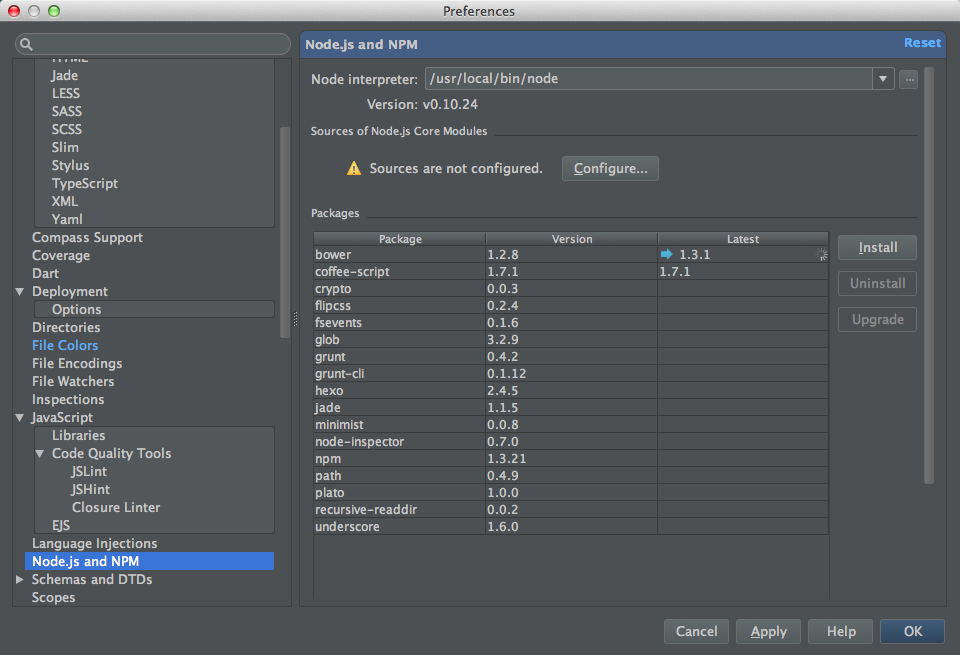 Preferences
HTML
Jade
LESS
SASS
SCSS
Slim
Stylus
TypeScript
XML
Yaml
Compass Support
Coverage
Dart
Deployment
Options
Directories
File Colors
File Encodings
File Watchers
Inspections
JavaScript
Libraries
Code Quality Tools
JSLint
JSHint
Closure Linter
EJS
Language Injections
Node.js and NPM
Schemas and DTDs
Scopes
Node.js and NPM Reset
Node interpreter: /usr/local/bin/node ...
Version: v0.10.24
Sources of Node.js Core Modules
Sources are not configured. Configure...
Packages
Package Version Latest
bower 1.2.8 1.3.1
coffee-script 1.7.1 1.7.1
crypto 0.0.3
flipcss 0.2.4
fsevents 0.1.6
glob 3.2.9
grunt 0.4.2
grunt-cli 0.1.12
hexo 2.4.5
jade 1.1.5
minimist 0.0.8
node-inspector 0.7.0
npm 1.3.21
path 0.4.9
plato 1.0.0
recursive-readdir 0.0.2
underscore 1.6.0
Install
Uninstall
Upgrade
Cancel Apply Help OK